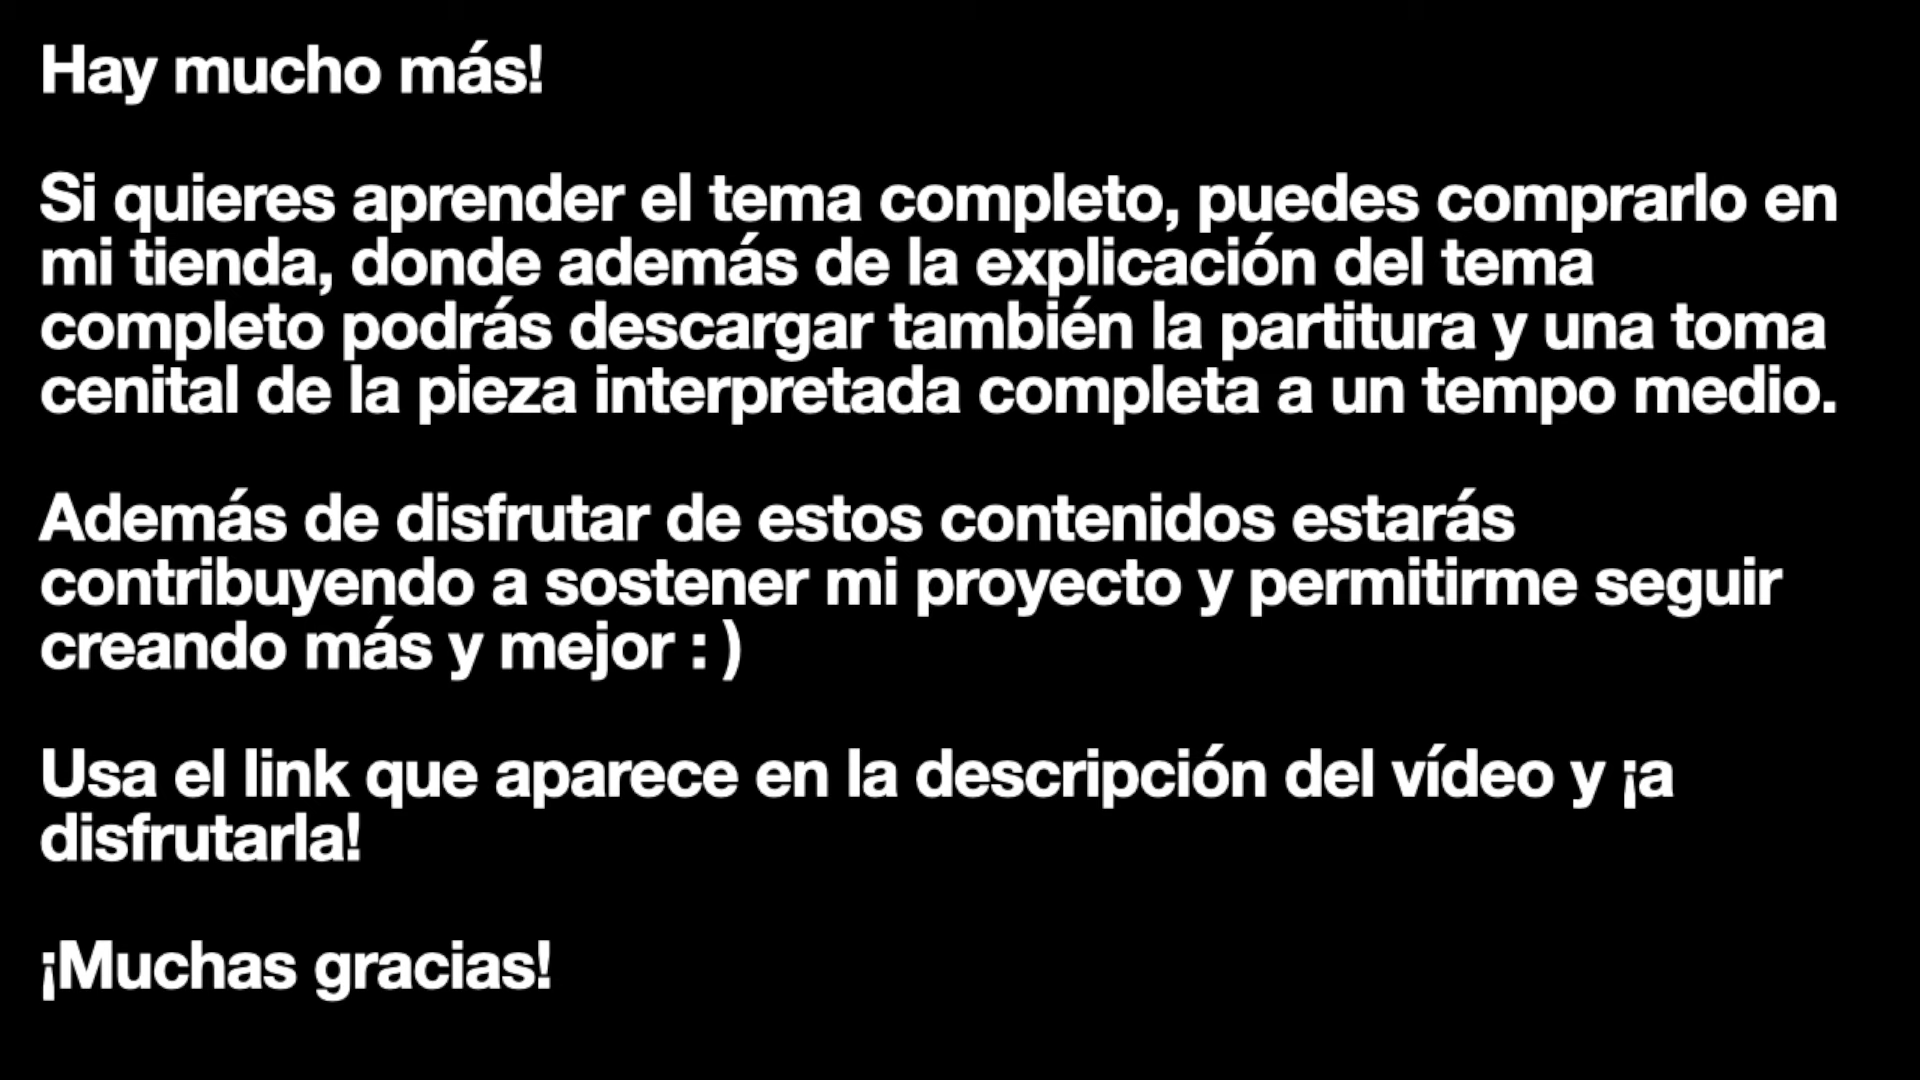 Hay mucho más!
Si quieres aprender el tema completo, puedes comprarlo en
mi tienda, donde además de la explicación del tema
completo podrás descargar también la partitura y una toma
cenital de la pieza interpretada completa a un tempo medio.
Además de disfrutar de estos contenidos estarás
contribuyendo a sostener mi proyecto y permitirme seguir
creando más y mejor : )
Usa el link que aparece en la descripción del vídeo y ¡a
disfrutarla!
¡Muchas gracias!